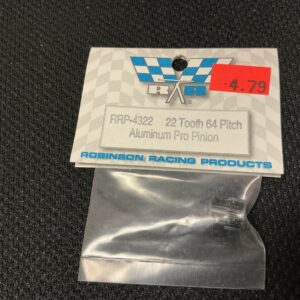 4.79
RRP
RRP-4322 22 Tooth 64 Pitch
Aluminum Pro Pinion
ROBINSON RACING PRODUCTS